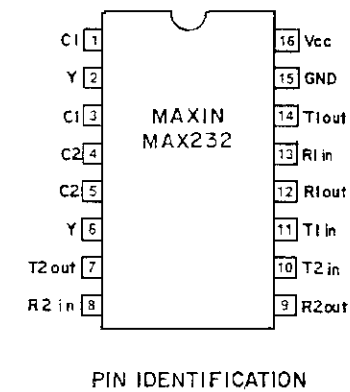 C1 1 16 Vcc
Y 2 15 GND
C1 3 14 T1out
C2 4 13 R1 in
C2 5 12 R1out
Y 6 11 T1 in
T2 out 7 10 T2 in
R2 in 8 9 R2out
MAXIN
MAX232
PIN IDENTIFICATION